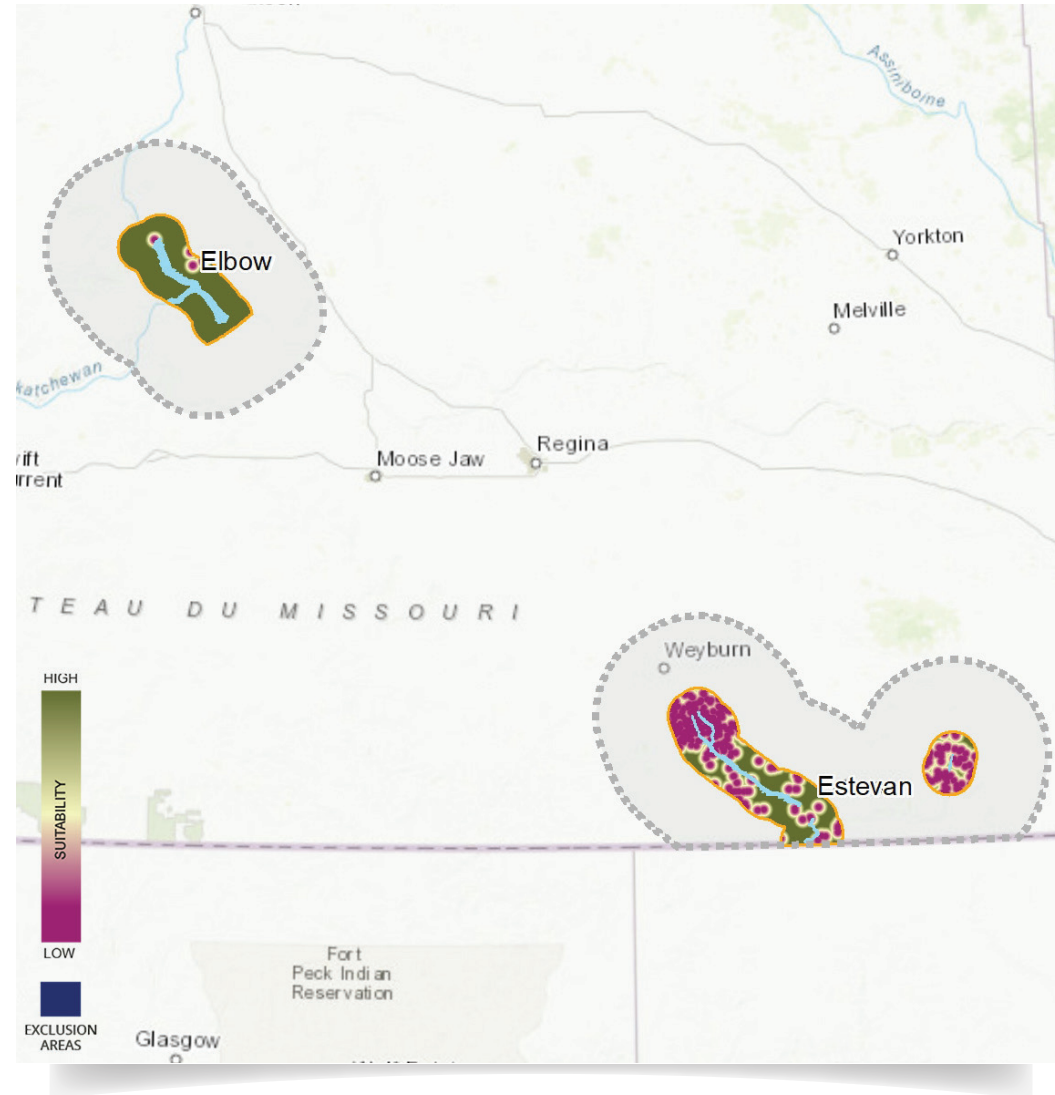 Assiniboine
Yorkton
Elbow
Melville
katchewan
Regina
Moose Jaw
ift
rrent
TEAU DU MISSOURI
Weyburn
HIGH
SUITABILITY
LOW
Estevan
Fort
Peck Indian
Reservation
EXCLUSION
AREAS
Glasgow